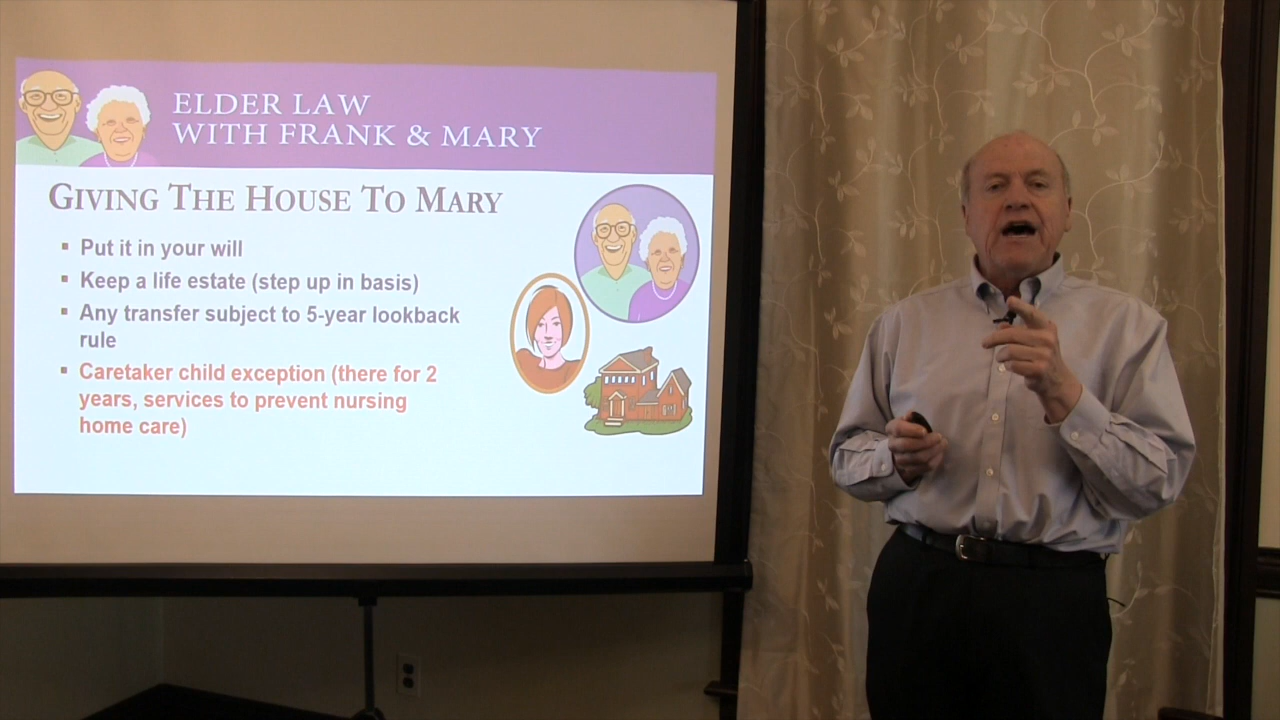 ELDER LAW
WITH FRANK & MARY
GIVING THE HOUSE TO MARY
▪ Put it in your will
▪ Keep a life estate (step up in basis)
▪ Any transfer subject to 5-year lookback
rule
▪ Caretaker child exception (there for 2
years, services to prevent nursing
home care)